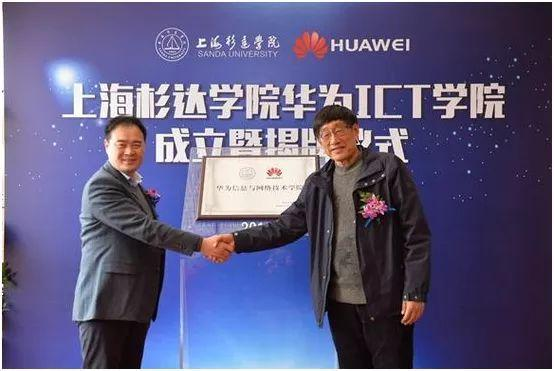 上海杉达学院
SANDA UNIVERSITY
HUAWEI
上海杉达学院华为ICT学院
成立暨揭牌仪式
HUAWEI
华为信息与网络技术学院
201